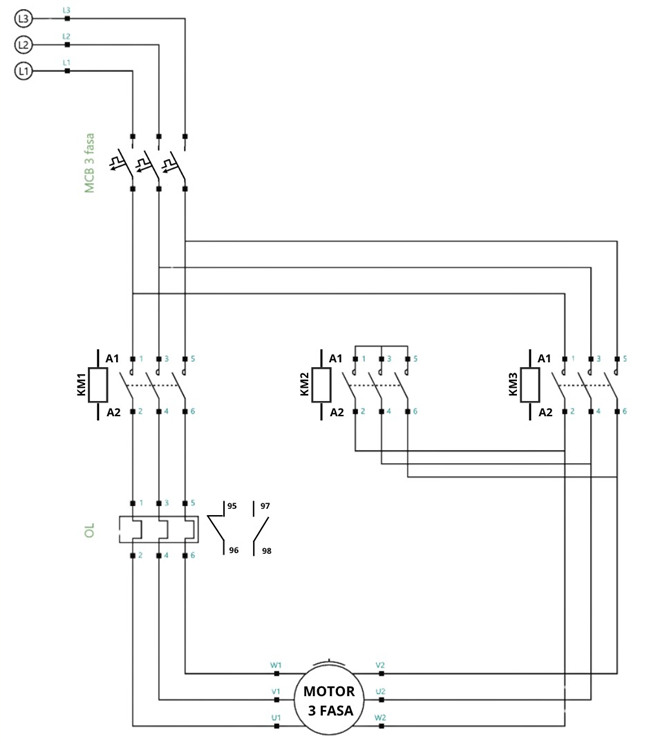 L3 L3
L2 L2
L1 L1
MCB 3 fasa
KM1 A1 1 3 5
A2 2 4 6
KM2 A1 1 3 5
A2 2 4 6
KM3 A1 1 3 5
A2 2 4 6
OL 1 3 5
95 97
96 98
2 4 6
W1 V2
V1 MOTOR U2
3 FASA
U1 W2